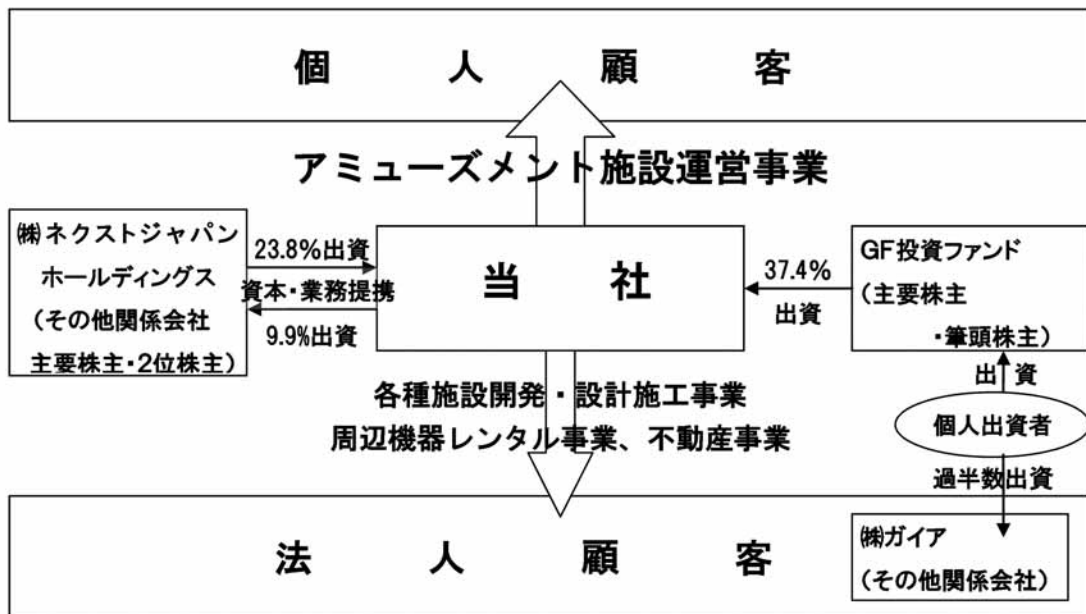 個人顧客
アミューズメント施設運営事業
㈱ネクストジャパン
ホールディングス
(その他関係会社
主要株主・2位株主)
23.8%出資
資本・業務提携
9.9%出資
当社
37.4%
出資
GF投資ファンド
(主要株主
・筆頭株主)
出資
個人出資者
過半数出資
各種施設開発・設計施工事業
周辺機器レンタル事業、不動産事業
法人顧客
㈱ガイア
(その他関係会社)